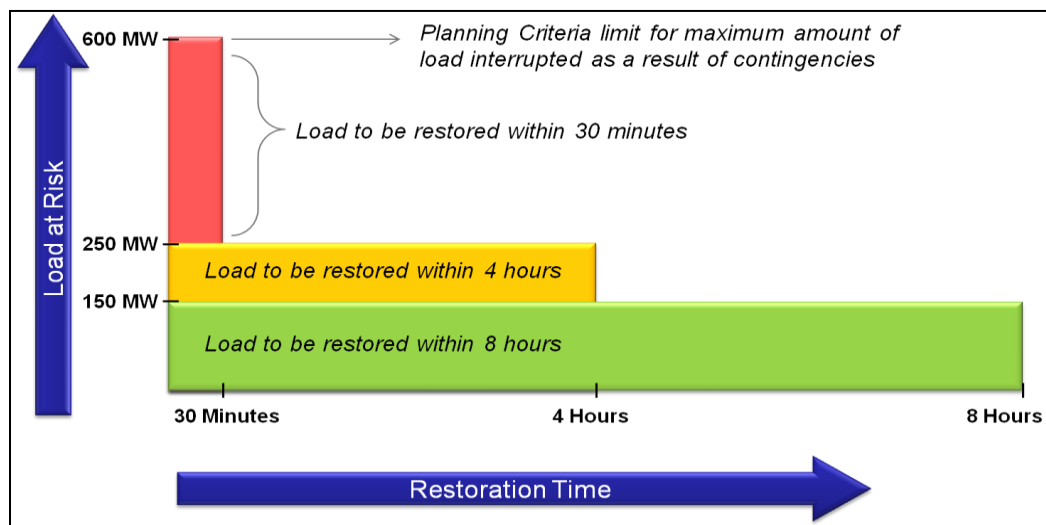 600 MW
Planning Criteria limit for maximum amount of
load interrupted as a result of contingencies
Load to be restored within 30 minutes
Load at Risk
250 MW
Load to be restored within 4 hours
150 MW
Load to be restored within 8 hours
30 Minutes
4 Hours
8 Hours
Restoration Time